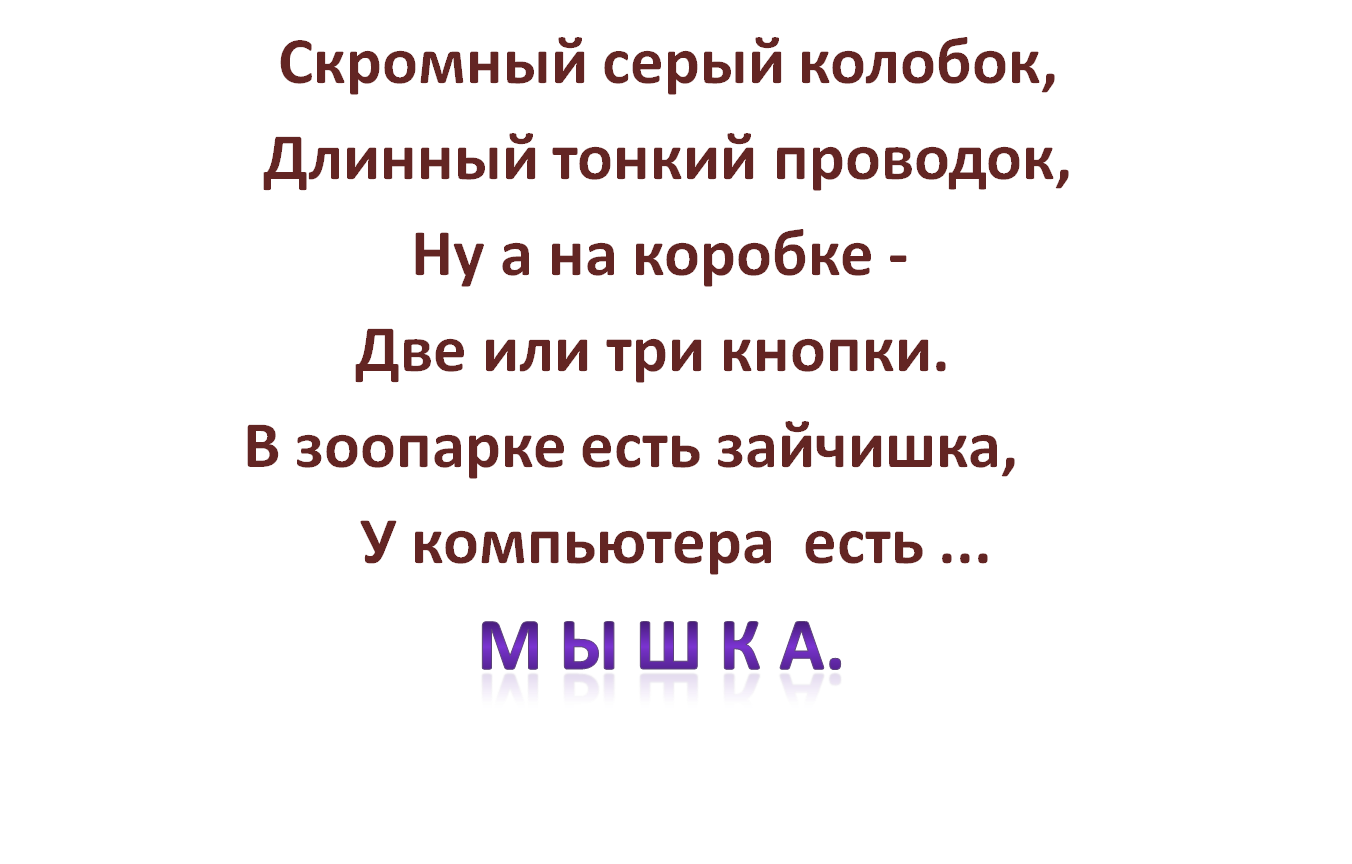 Скромный серый колобок,
Длинный тонкий проводок,
Ну а на коробке -
Две или три кнопки.
В зоопарке есть зайчишка,
У компьютера  есть ...
М Ы Ш К А.